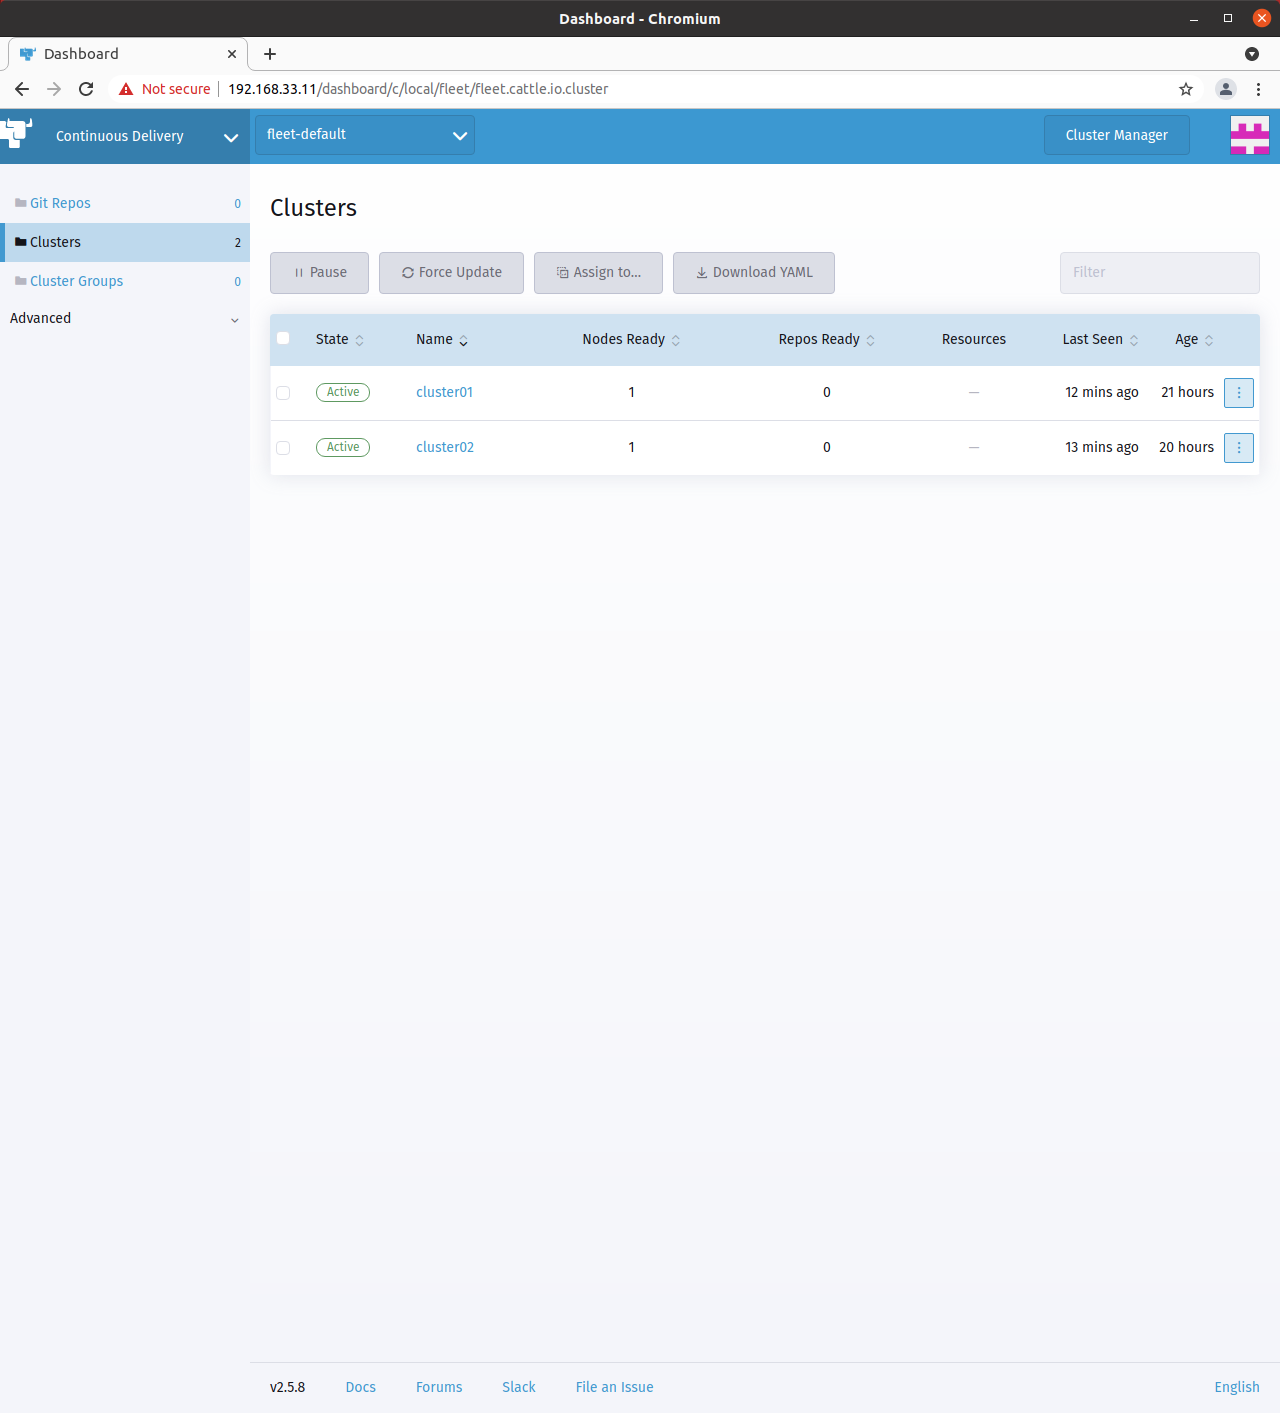 Dashboard - Chromium
Dashboard
Not secure 192.168.33.11/dashboard/c/local/fleet/fleet.cattle.io.cluster
Continuous Delivery fleet-default Cluster Manager
Git Repos 0
Clusters 2
Cluster Groups 0
Advanced
Clusters
Pause Force Update Assign to... Download YAML Filter
State Name Nodes Ready Repos Ready Resources Last Seen Age
Active cluster01 1 0 — 12 mins ago 21 hours
Active cluster02 1 0 — 13 mins ago 20 hours
v2.5.8 Docs Forums Slack File an Issue English